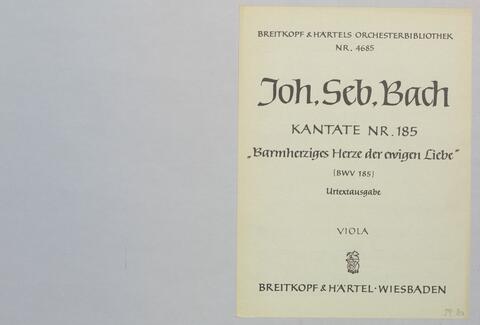 BREITKOPF & HÄRTELS ORCHESTERBIBLIOTHEK
NR. 4685
Joh. Seb. Bach
KANTATE NR. 185
„Barmherziges Herze der ewigen Liebe"
(BWV 185)
Urtextausgabe
VIOLA
BREITKOPF & HÄRTEL · WIESBADEN